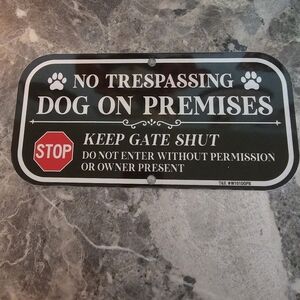 NO TRESPASSING
DOG ON PREMISES
STOP
KEEP GATE SHUT
DO NOT ENTER WITHOUT PERMISSION
OR OWNER PRESENT